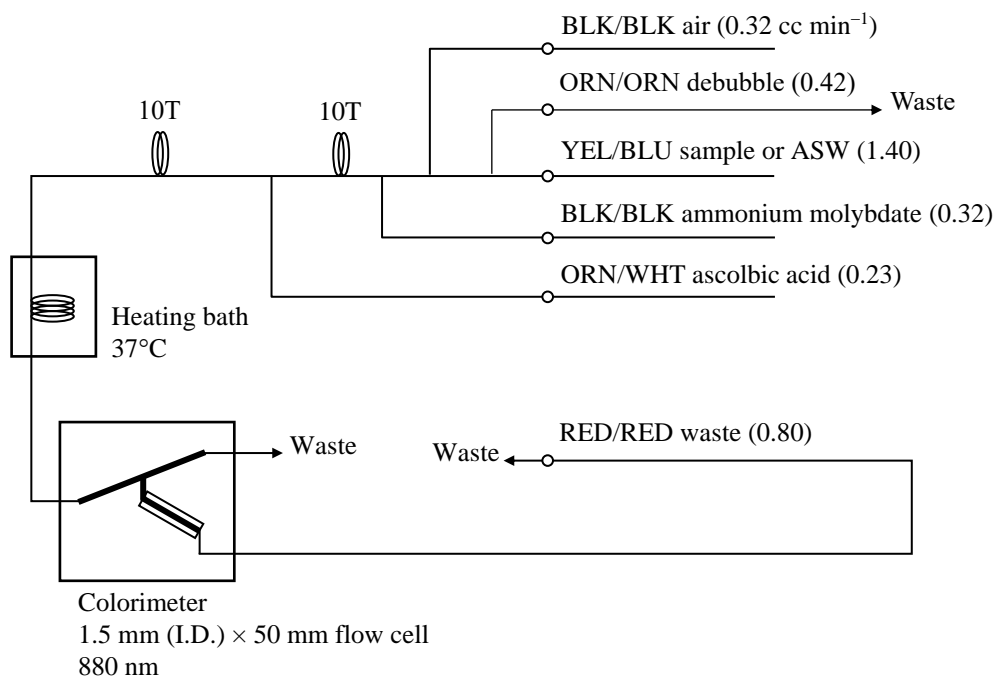 BLK/BLK air (0.32 cc min⁻¹)
ORN/ORN debubble (0.42)
Waste
10T
10T
YEL/BLU sample or ASW (1.40)
BLK/BLK ammonium molybdate (0.32)
ORN/WHT ascolbic acid (0.23)
Heating bath
37°C
RED/RED waste (0.80)
Waste
Waste
Colorimeter
1.5 mm (I.D.) × 50 mm flow cell
880 nm